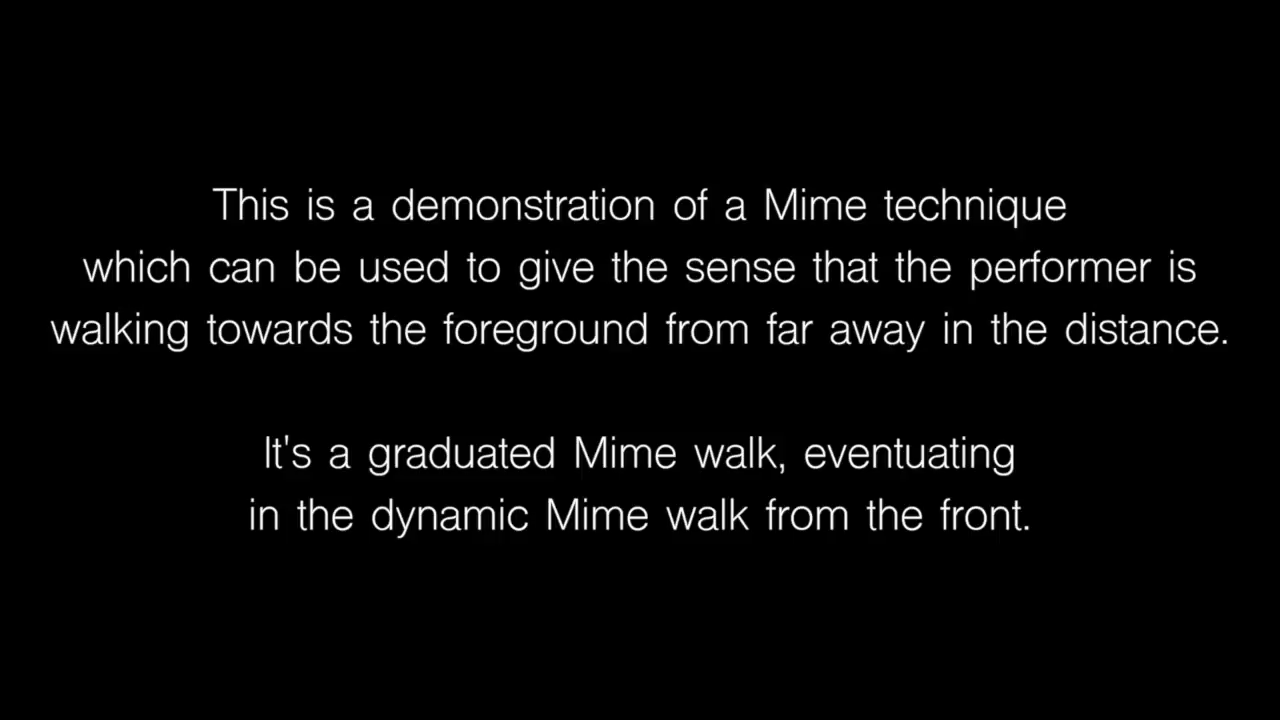 This is a demonstration of a Mime technique
which can be used to give the sense that the performer is
walking towards the foreground from far away in the distance.
It's a graduated Mime walk, eventuating
in the dynamic Mime walk from the front.